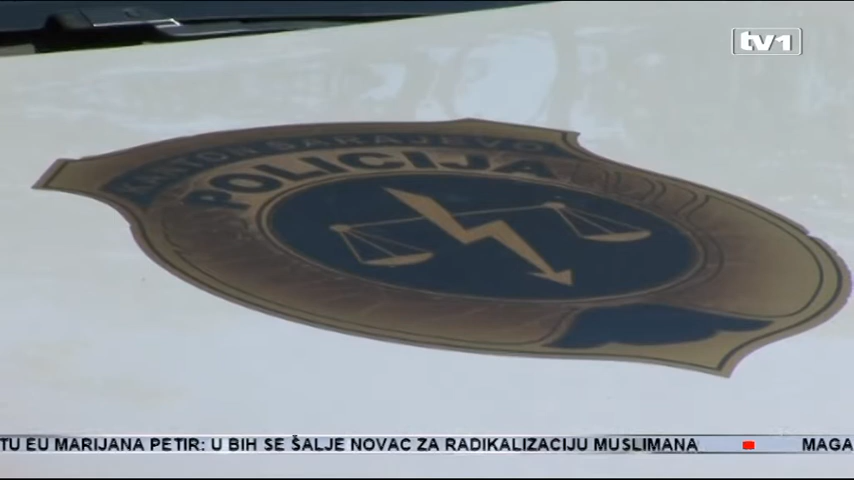 tv1
KANTON SARAJEVO
POLICIJA
TU EU MARIJANA PETIR: U BIH SE ŠALJE NOVAC ZA RADIKALIZACIJU MUSLIMANA
MAGA